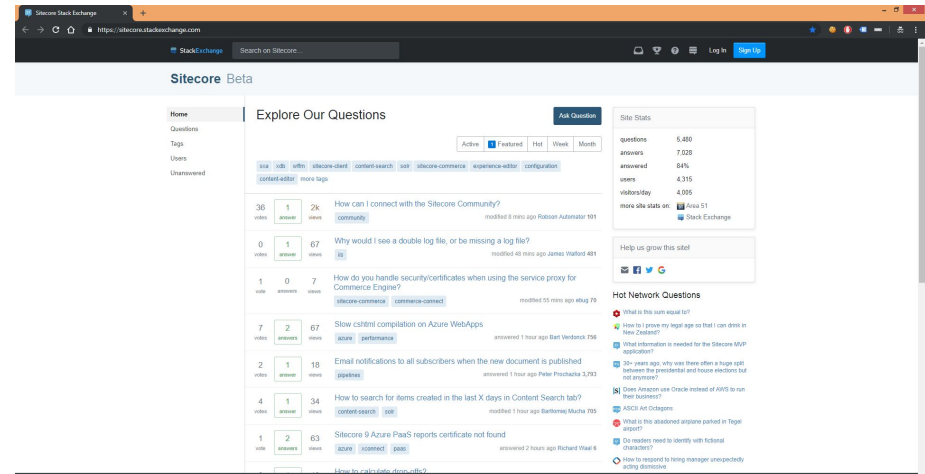 Sitecore Stack Exchange
https://sitecore.stackexchange.com
StackExchange
Search on Sitecore...
Log In
Sign Up
Sitecore Beta
Home
Questions
Tags
Users
Unanswered
Explore Our Questions
Ask Question
Active 1 Featured Hot Week Month
sxa xdb wffm sitecore-client content-search solr sitecore-commerce experience-editor configuration
content-editor more tags
36 votes 1 answer 2k views
How can I connect with the Sitecore Community?
community
modified 8 mins ago Robson Automator 101
0 votes 1 answer 67 views
Why would I see a double log file, or be missing a log file?
iis
modified 48 mins ago James Walford 481
1 vote 0 answers 7 views
How do you handle security/certificates when using the service proxy for
Commerce Engine?
sitecore-commerce commerce-connect
modified 55 mins ago xbug 79
7 votes 2 answers 67 views
Slow cshtml compilation on Azure WebApps
azure performance
answered 1 hour ago Bart Verdonck 756
2 votes 1 answer 18 views
Email notifications to all subscribers when the new document is published
pipelines
answered 1 hour ago Peter Prochazka 3,793
4 votes 1 answer 34 views
How to search for items created in the last X days in Content Search tab?
content-search solr
modified 1 hour ago Bartłomiej Mucha 705
1 vote 2 answers 63 views
Sitecore 9 Azure PaaS reports certificate not found
azure xconnect paas
answered 2 hours ago Richard Waal 6
How to calculate drop-offs?
Site Stats
questions 5,480
answers 7,028
answered 84%
users 4,315
visitors/day 4,005
more site stats on: Area 51
Stack Exchange
Help us grow this site!
Hot Network Questions
What is this sum equal to?
How to I prove my legal age so that I can drink in
New Zealand?
What information is needed for the Sitecore MVP
application?
30+ years ago, why was there often a huge split
between the presidential and house elections but
not anymore?
Does Amazon use Oracle instead of AWS to run
their business?
ASCII Art Octagons
What is this abadoned airplane parked in Tegel
airport?
Do readers need to identify with fictional
characters?
How to respond to hiring manager unexpectedly
acting dismissive